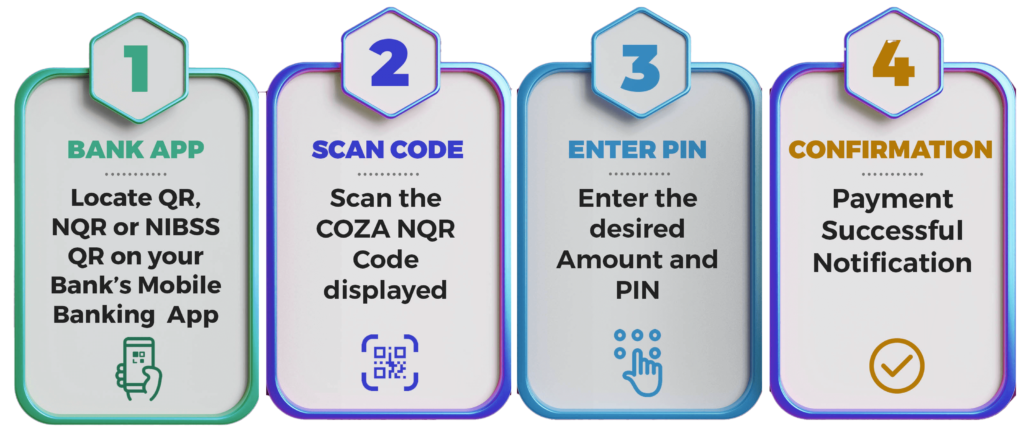 1
BANK APP
Locate QR,
NQR or NIBSS
QR on your
Bank's Mobile
Banking App
2
SCAN CODE
Scan the
COZA NQR
Code
displayed
3
ENTER PIN
Enter the
desired
Amount and
PIN
4
CONFIRMATION
Payment
Successful
Notification